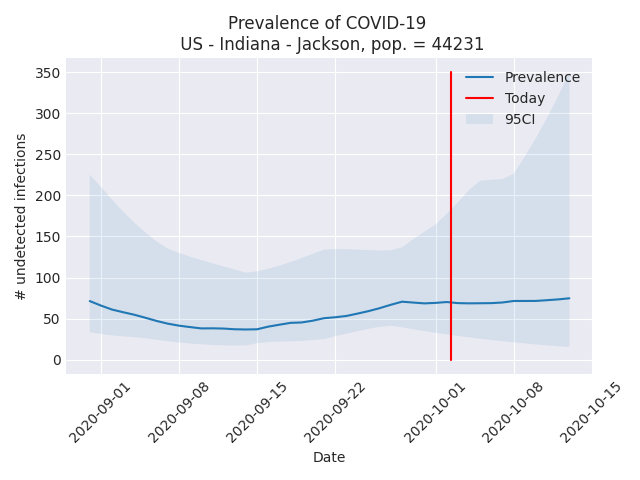 Prevalence of COVID-19
US - Indiana - Jackson, pop. = 44231
350
300
250
200
150
100
50
0
# undetected infections
Prevalence
Today
95CI
2020-09-01
2020-09-08
2020-09-15
2020-09-22
2020-10-01
2020-10-08
2020-10-15
Date